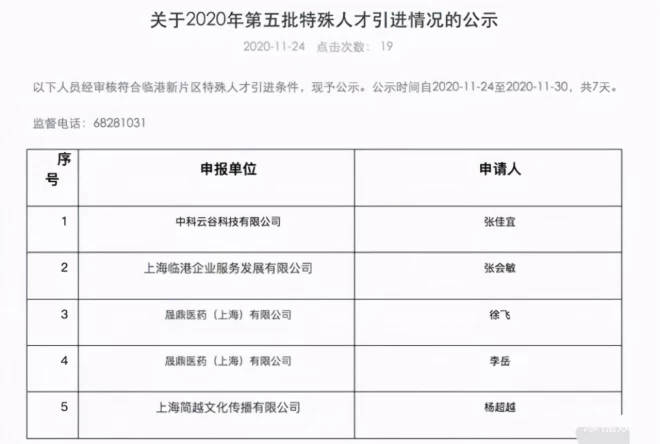 关于2020年第五批特殊人才引进情况的公示
2020-11-24 点击次数：19
以下人员经审核符合临港新片区特殊人才引进条件，现予公示。公示时间自2020-11-24至2020-11-30，共7天。
监督电话：68281031
序号 申报单位 申请人
1 中科云谷科技有限公司 张佳宜
2 上海临港企业服务发展有限公司 张会敏
3 晟鼎医药（上海）有限公司 徐飞
4 晟鼎医药（上海）有限公司 李岳
5 上海简越文化传播有限公司 杨超越